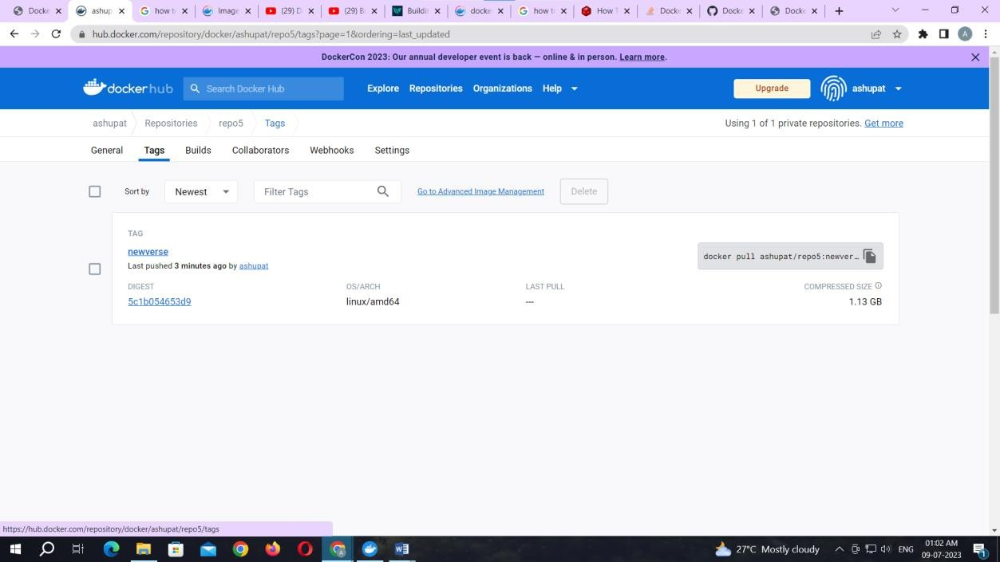 Docke
ashup
how t
Image
(29) D
(29) B
Buildin
docke
how to
How T
Docke
Docke
Docke
hub.docker.com/repository/docker/ashupat/repo5/tags?page=1&ordering=last_updated
A
DockerCon 2023: Our annual developer event is back — online & in person. Learn more.
dockerhub Search Docker Hub Explore Repositories Organizations Help Upgrade ashupat
ashupat Repositories repo5 Tags Using 1 of 1 private repositories. Get more
General Tags Builds Collaborators Webhooks Settings
Sort by Newest Filter Tags Go to Advanced Image Management Delete
TAG
newverse
docker pull ashupat/repo5:newver…
Last pushed 3 minutes ago by ashupat
DIGEST OS/ARCH LAST PULL COMPRESSED SIZE
5c1b054653d9 linux/amd64 --- 1.13 GB
https://hub.docker.com/repository/docker/ashupat/repo5/tags
27°C Mostly cloudy ENG
01:02 AM
09-07-2023
1